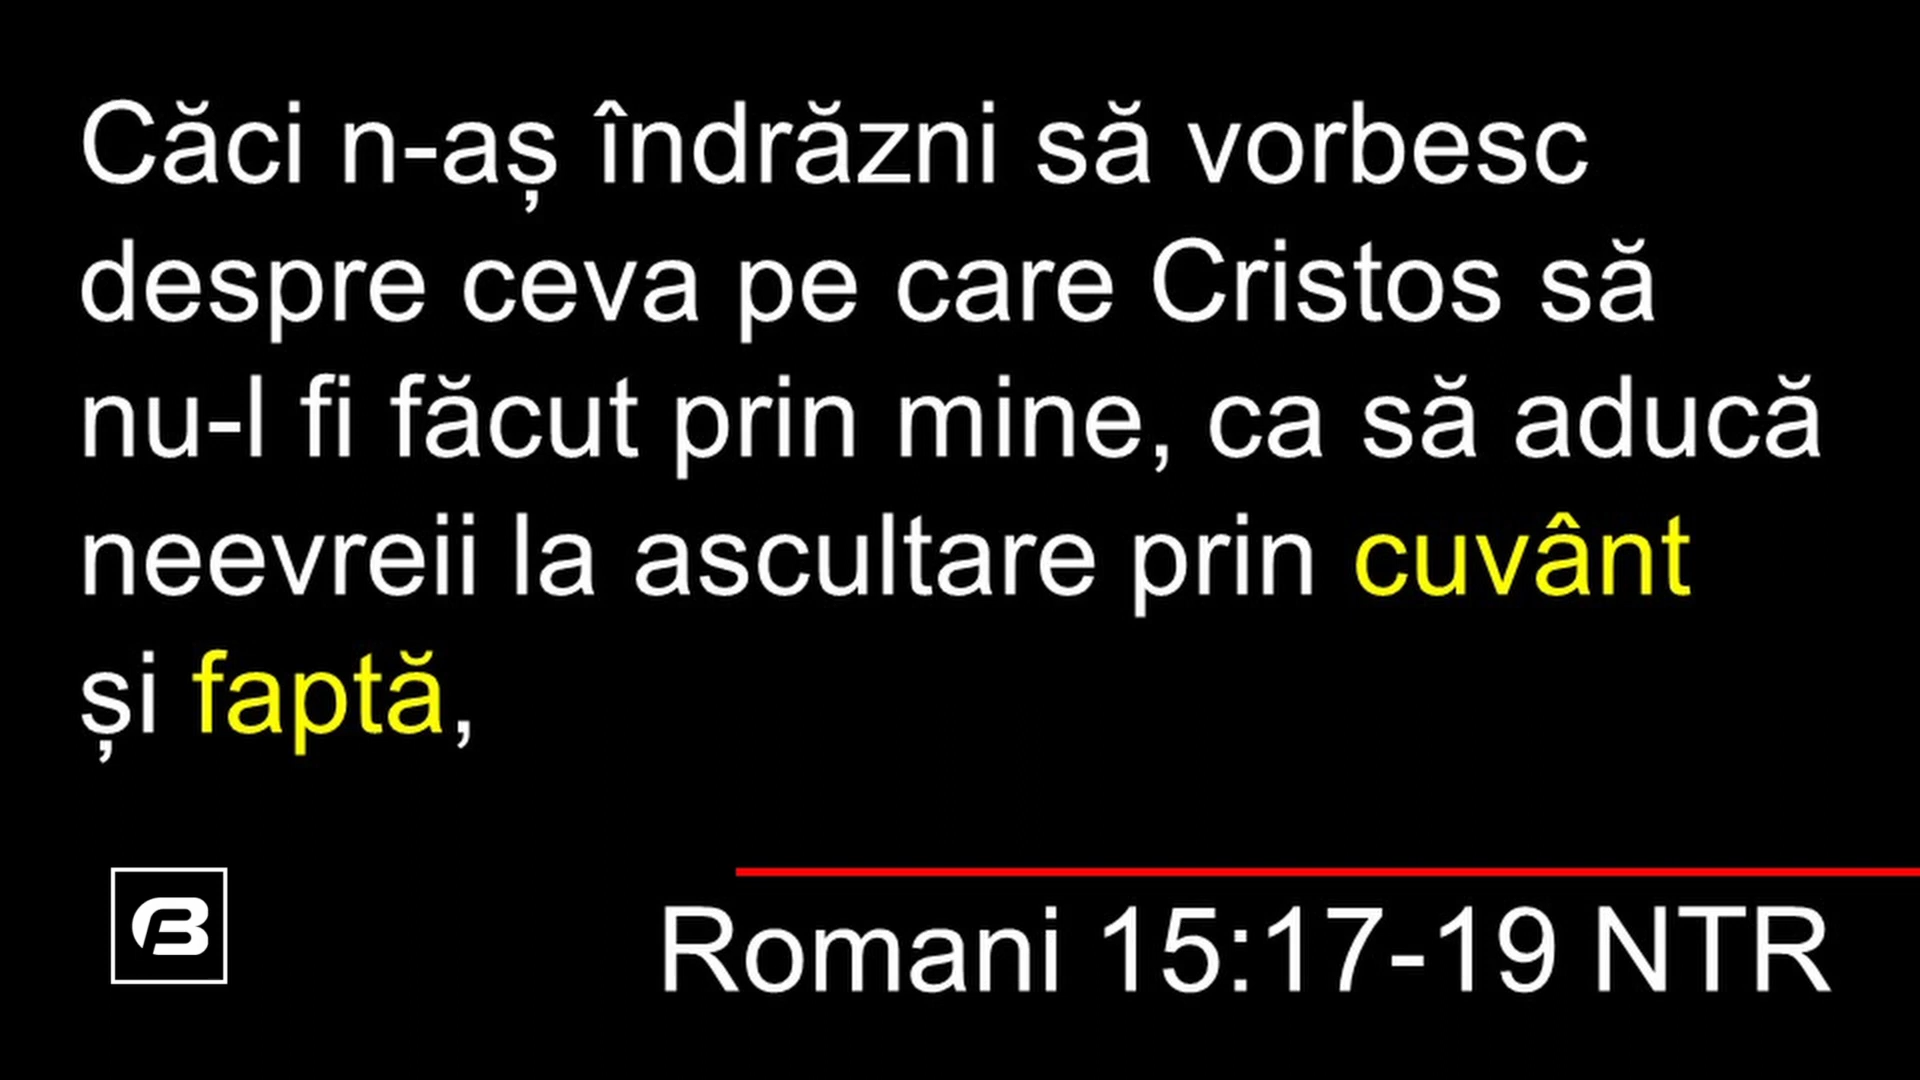 Căci n-aș îndrăzni să vorbesc
despre ceva pe care Cristos să
nu-l fi făcut prin mine, ca să aducă
neevreii la ascultare prin cuvânt
și faptă,
B
Romani 15:17-19 NTR